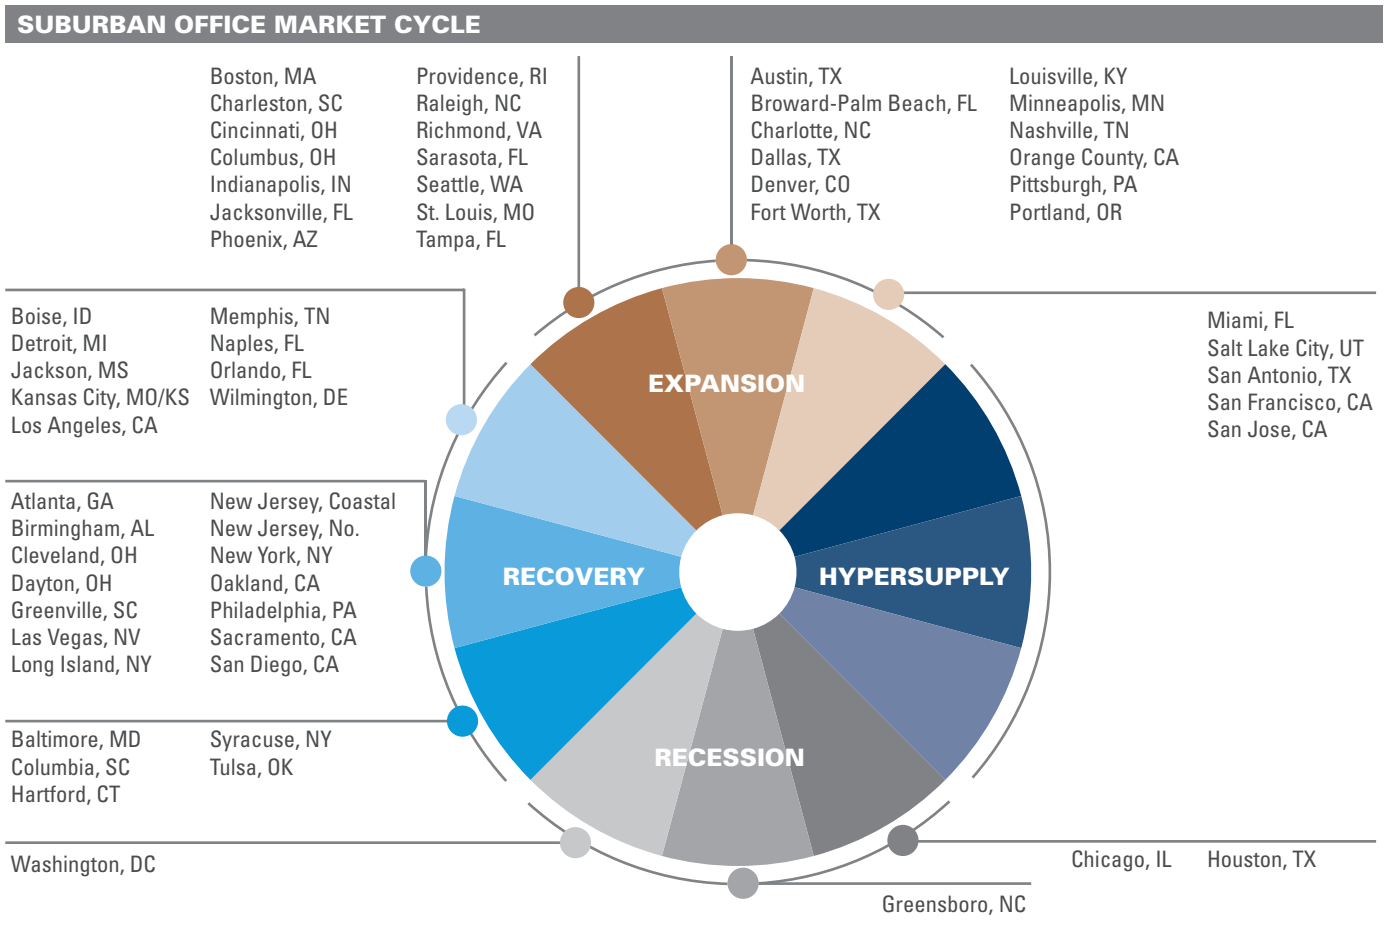 SUBURBAN OFFICE MARKET CYCLE
Boston, MA
Charleston, SC
Cincinnati, OH
Columbus, OH
Indianapolis, IN
Jacksonville, FL
Phoenix, AZ
Providence, RI
Raleigh, NC
Richmond, VA
Sarasota, FL
Seattle, WA
St. Louis, MO
Tampa, FL
Austin, TX
Broward-Palm Beach, FL
Charlotte, NC
Dallas, TX
Denver, CO
Fort Worth, TX
Louisville, KY
Minneapolis, MN
Nashville, TN
Orange County, CA
Pittsburgh, PA
Portland, OR
Boise, ID
Detroit, MI
Jackson, MS
Kansas City, MO/KS
Los Angeles, CA
Memphis, TN
Naples, FL
Orlando, FL
Wilmington, DE
Miami, FL
Salt Lake City, UT
San Antonio, TX
San Francisco, CA
San Jose, CA
EXPANSION
Atlanta, GA
Birmingham, AL
Cleveland, OH
Dayton, OH
Greenville, SC
Las Vegas, NV
Long Island, NY
New Jersey, Coastal
New Jersey, No.
New York, NY
Oakland, CA
Philadelphia, PA
Sacramento, CA
San Diego, CA
RECOVERY
HYPERSUPPLY
Baltimore, MD
Columbia, SC
Hartford, CT
Syracuse, NY
Tulsa, OK
RECESSION
Washington, DC
Chicago, IL
Houston, TX
Greensboro, NC